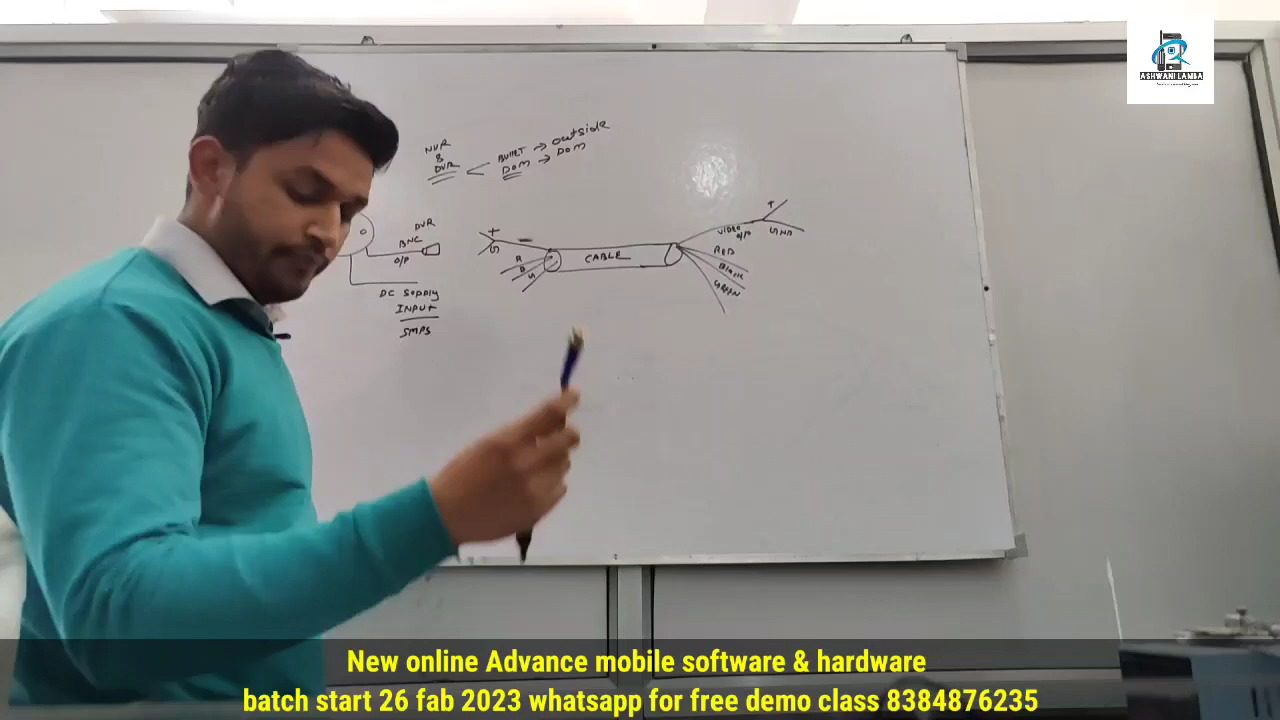 ASHWANI LAMBA
NVR
&
DVR
BULLET → outside
DOM → DOM
DVR
BNC
O/P
DC Supply
INPUT
SMPS
+
G
R
B
G
CABLE
VIDEO
O/P
+
GND
RED
Black
GREEN
New online Advance mobile software & hardware
batch start 26 fab 2023 whatsapp for free demo class 8384876235